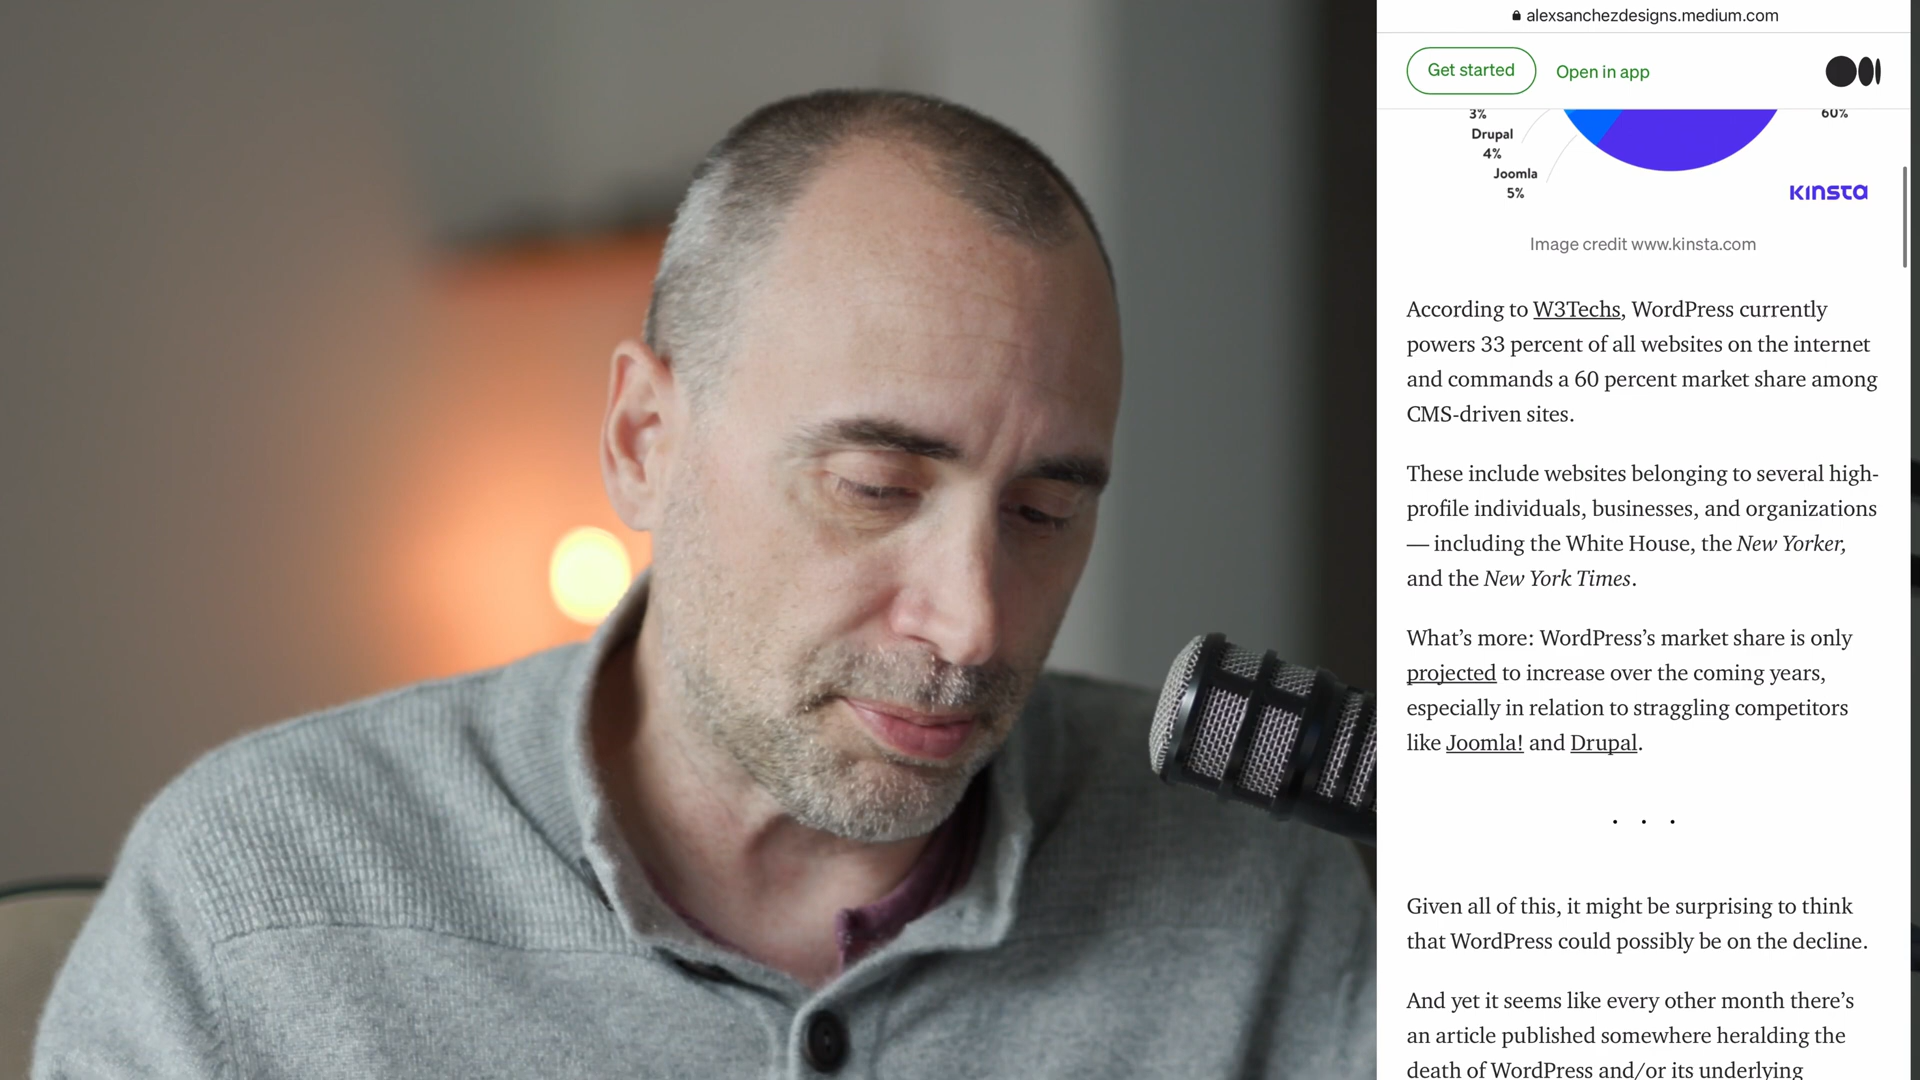 alexsanchezdesigns.medium.com
Get started
Open in app
3%
Drupal
4%
Joomla
5%
60%
KINSTA
Image credit www.kinsta.com
According to W3Techs, WordPress currently
powers 33 percent of all websites on the internet
and commands a 60 percent market share among
CMS-driven sites.
These include websites belonging to several high-
profile individuals, businesses, and organizations
— including the White House, the New Yorker,
and the New York Times.
What’s more: WordPress’s market share is only
projected to increase over the coming years,
especially in relation to straggling competitors
like Joomla! and Drupal.
. . .
Given all of this, it might be surprising to think
that WordPress could possibly be on the decline.
And yet it seems like every other month there’s
an article published somewhere heralding the
death of WordPress and/or its underlying